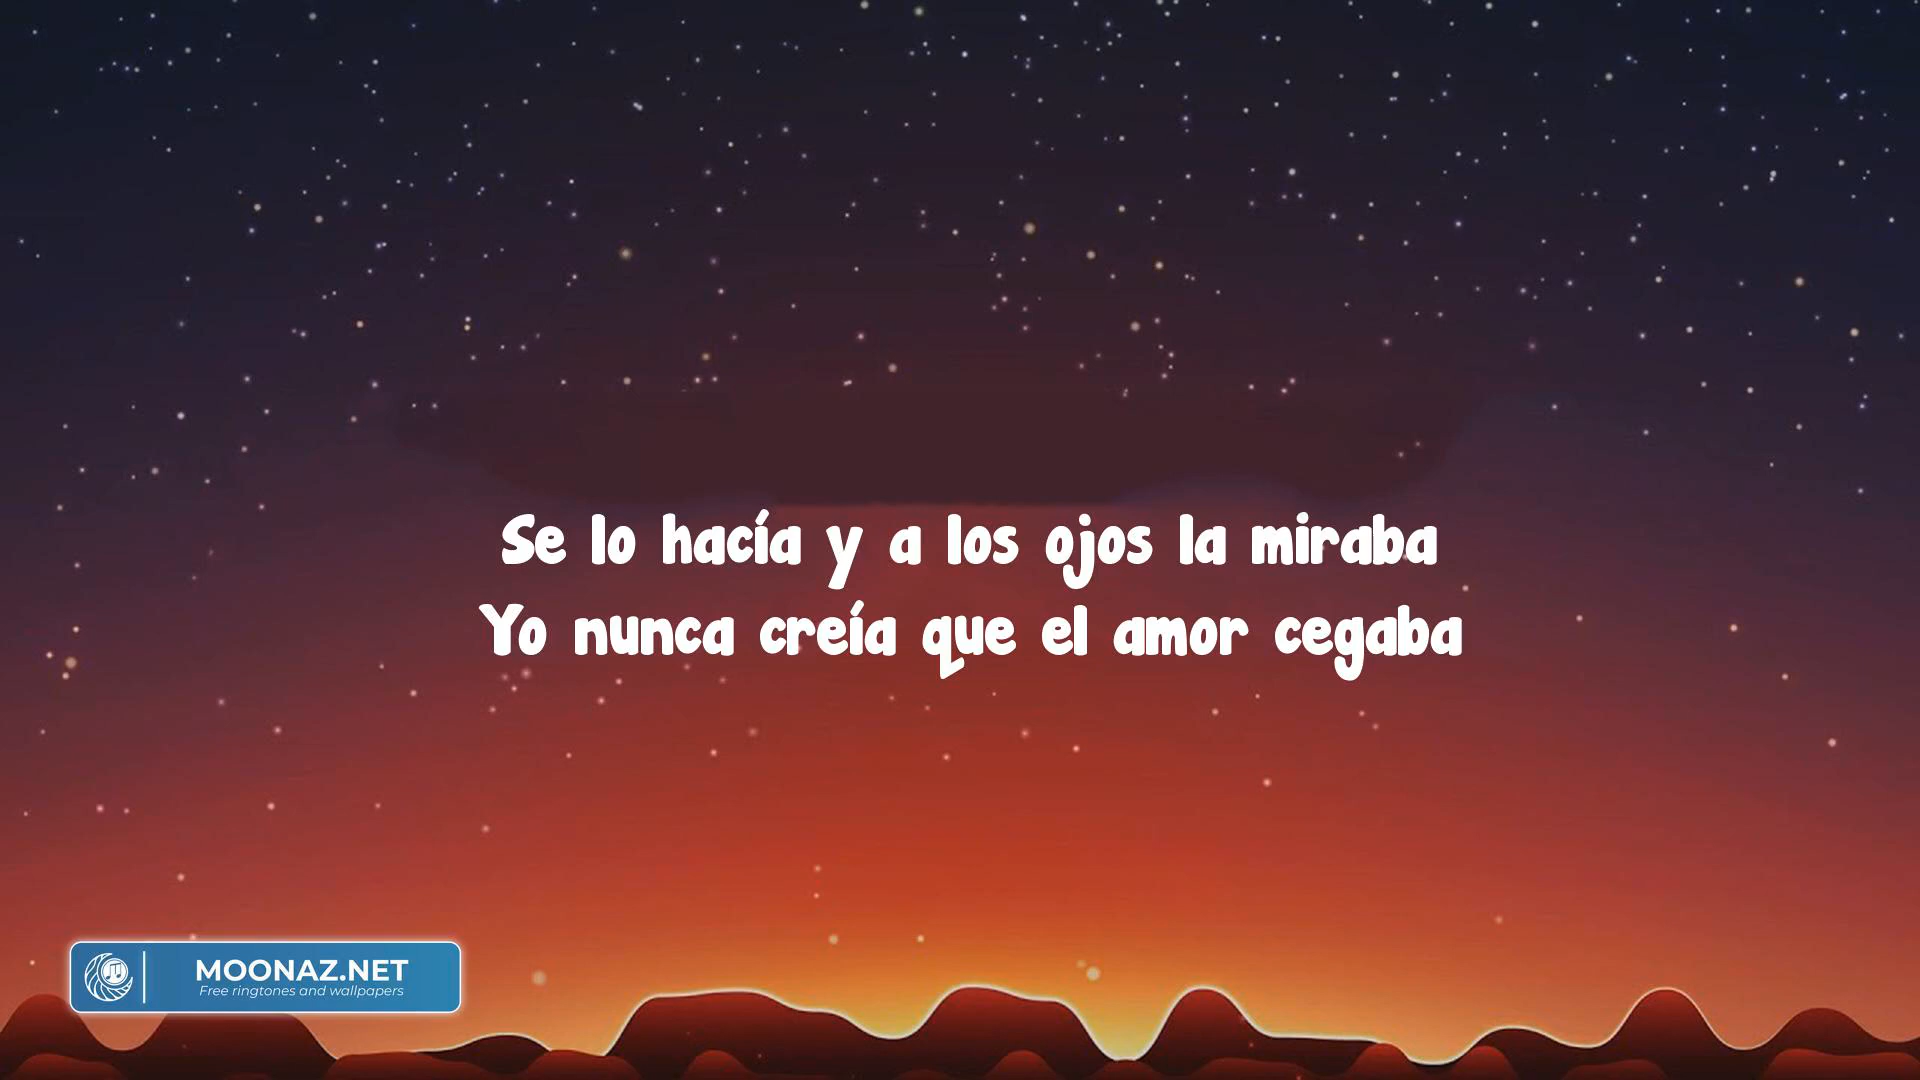 Se lo hacía y a los ojos la miraba
Yo nunca creía que el amor cegaba
MOONAZ.NET
Free ringtones and wallpapers